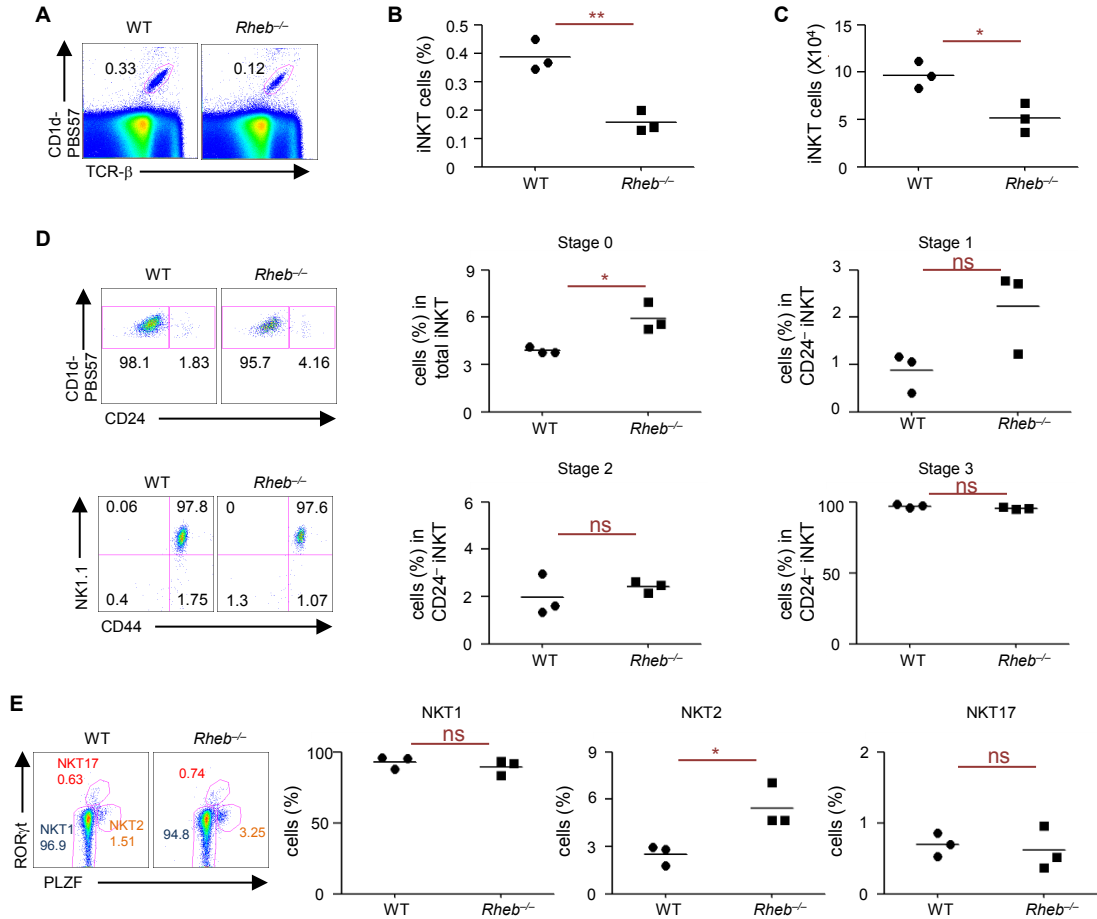 A
WT
Rheb–/–
0.33
0.12
CD1d-
PBS57
TCR-β
B
**
iNKT cells (%)
0.5
0.4
0.3
0.2
0.1
0
WT
Rheb–/–
C
*
iNKT cells (X10⁴)
15
10
5
0
WT
Rheb–/–
D
WT
Rheb–/–
98.1
1.83
95.7
4.16
CD1d-
PBS57
CD24
Stage 0
*
cells (%) in
total iNKT
9
6
3
0
WT
Rheb–/–
Stage 1
ns
cells (%) in
CD24– iNKT
3
2
1
0
WT
Rheb–/–
WT
Rheb–/–
0.06
97.8
0
97.6
0.4
1.75
1.3
1.07
NK1.1
CD44
Stage 2
ns
cells (%) in
CD24– iNKT
6
4
2
0
WT
Rheb–/–
Stage 3
ns
cells (%) in
CD24– iNKT
100
50
0
WT
Rheb–/–
E
WT
Rheb–/–
NKT17
0.63
0.74
NKT1
96.9
NKT2
1.51
94.8
3.25
RORγt
PLZF
NKT1
ns
cells (%)
100
50
0
WT
Rheb–/–
NKT2
*
cells (%)
9
6
3
0
WT
Rheb–/–
NKT17
ns
cells (%)
2
1
0
WT
Rheb–/–